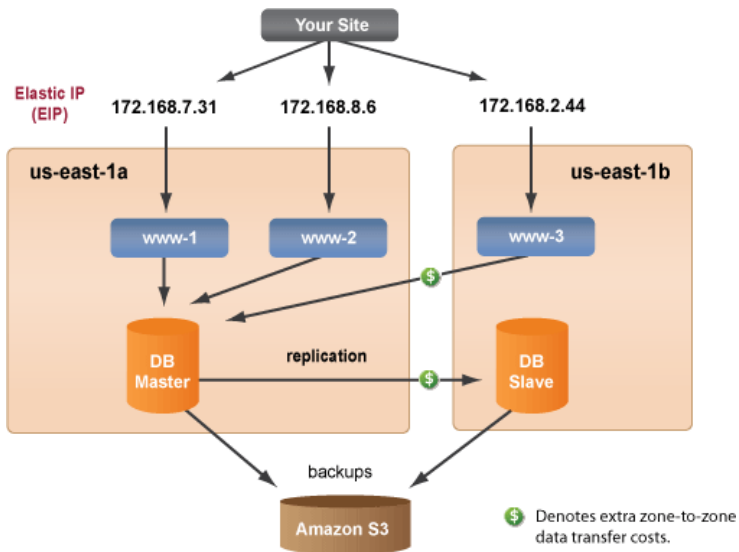 Your Site
Elastic IP
(EIP)
172.168.7.31
172.168.8.6
172.168.2.44
us-east-1a
us-east-1b
www-1
www-2
www-3
$
DB
Master
replication
$
DB
Slave
backups
Amazon S3
$ Denotes extra zone-to-zone
data transfer costs.